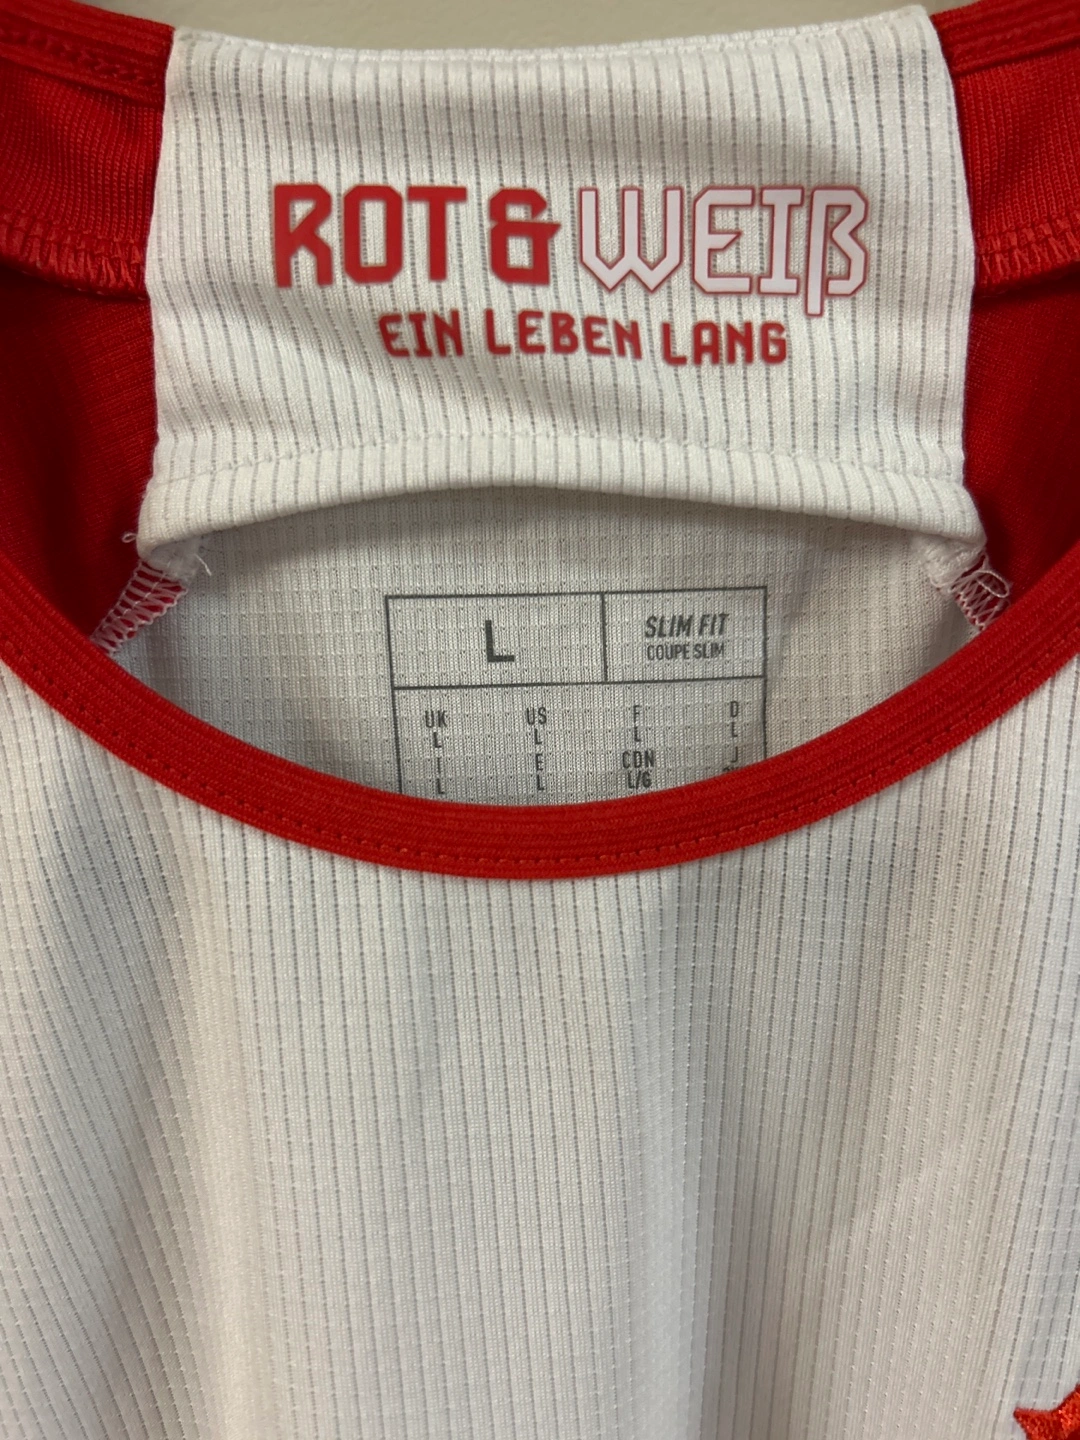 ROT & WEIß
EIN LEBEN LANG
L
SLIM FIT
COUPE SLIM
UK US F D
L L L L
I E CDN J
L L L/G